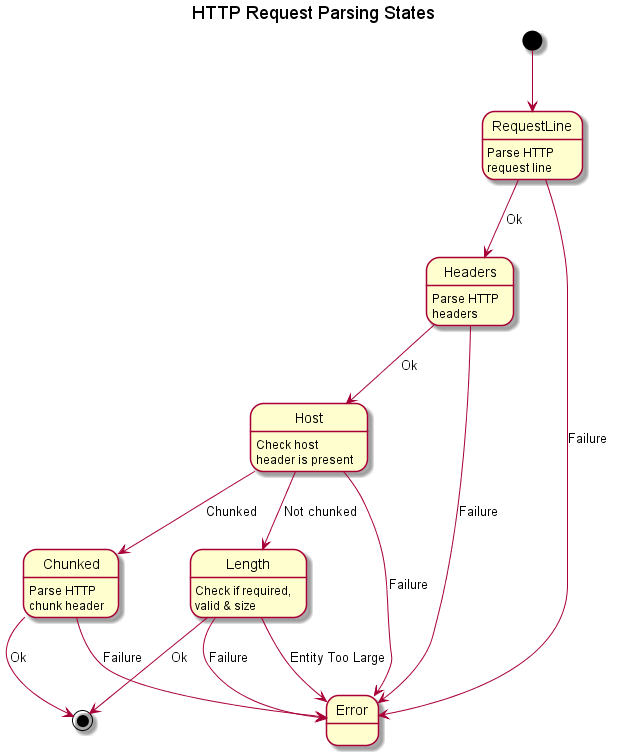 HTTP Request Parsing States
RequestLine
Parse HTTP
request line
Ok
Headers
Parse HTTP
headers
Ok
Failure
Host
Check host
header is present
Failure
Chunked
Not chunked
Chunked
Parse HTTP
chunk header
Length
Check if required,
valid & size
Failure
Ok
Failure
Ok
Failure
Entity Too Large
Error